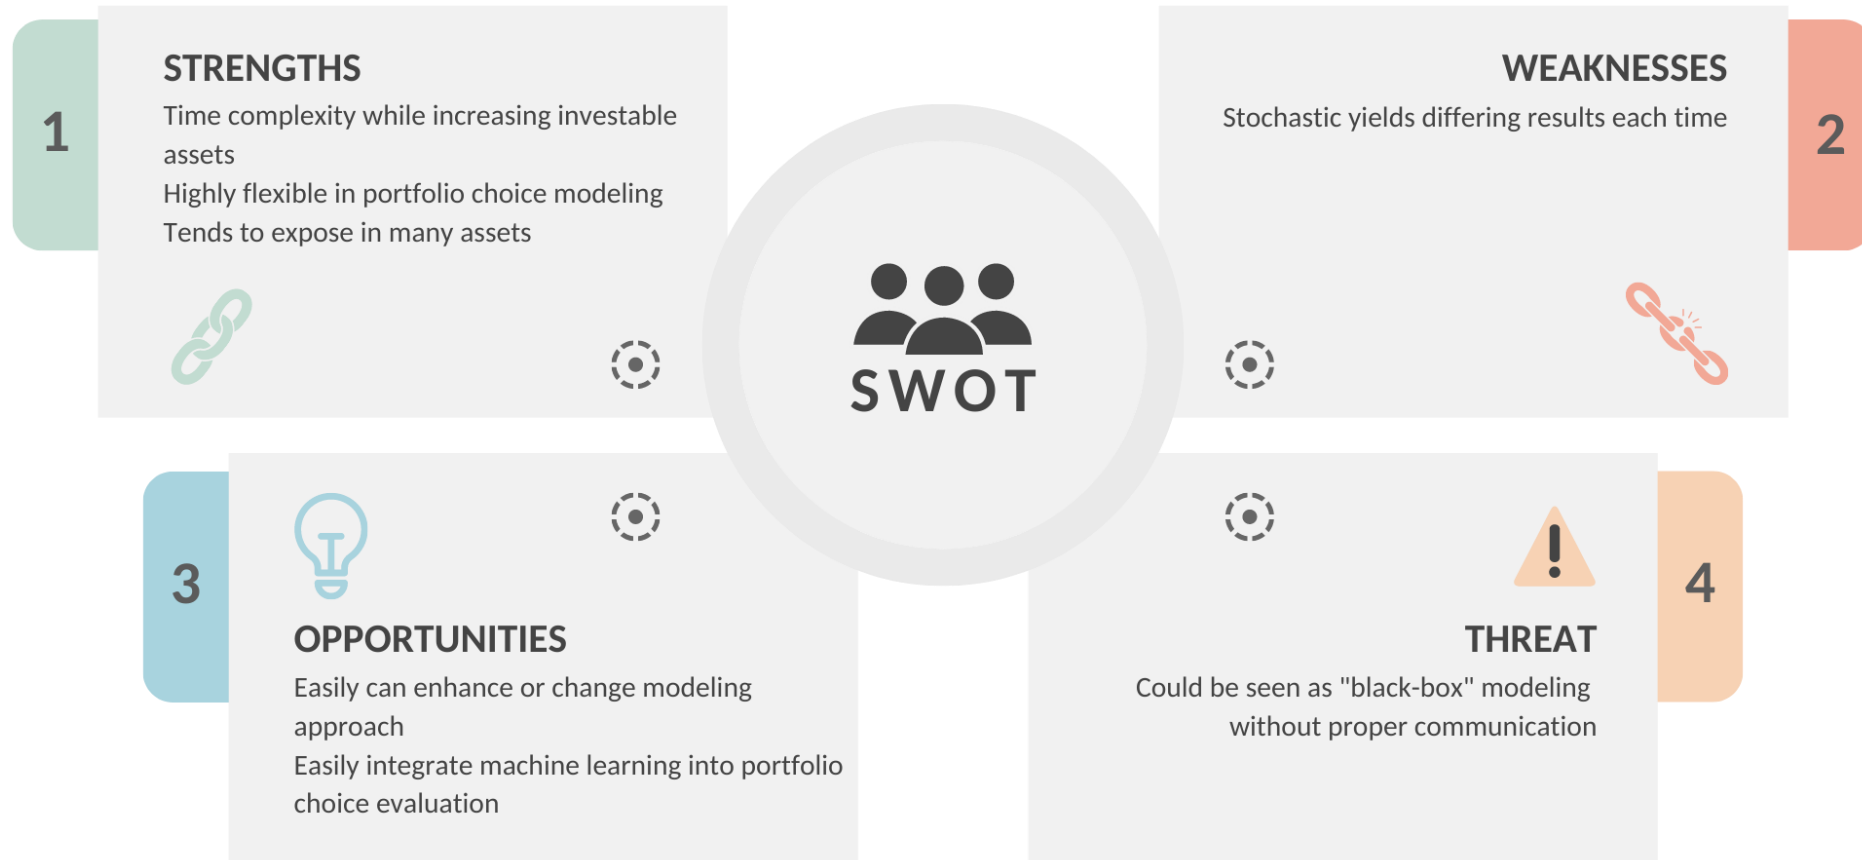 1
STRENGTHS
Time complexity while increasing investable
assets
Highly flexible in portfolio choice modeling
Tends to expose in many assets
WEAKNESSES
Stochastic yields differing results each time
2
SWOT
3
OPPORTUNITIES
Easily can enhance or change modeling
approach
Easily integrate machine learning into portfolio
choice evaluation
THREAT
Could be seen as "black-box" modeling
without proper communication
4